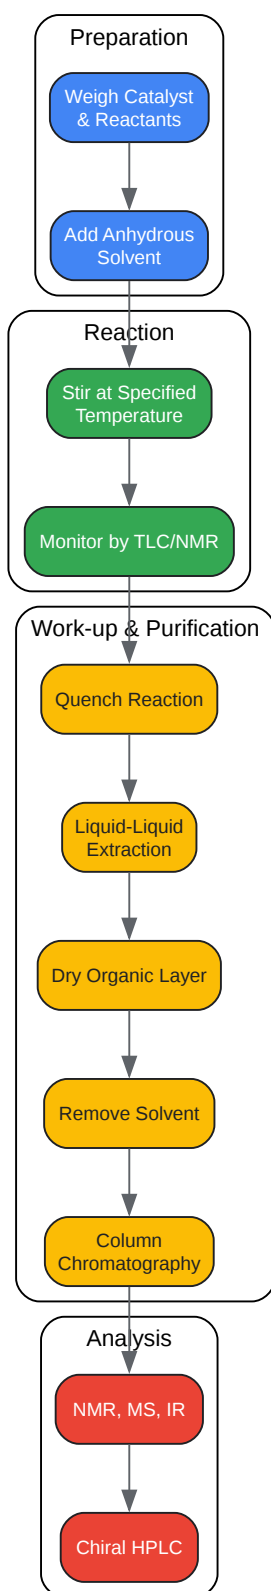 Preparation
Weigh Catalyst
& Reactants
Add Anhydrous
Solvent
Reaction
Stir at Specified
Temperature
Monitor by TLC/NMR
Work-up & Purification
Quench Reaction
Liquid-Liquid
Extraction
Dry Organic Layer
Remove Solvent
Column
Chromatography
Analysis
NMR, MS, IR
Chiral HPLC